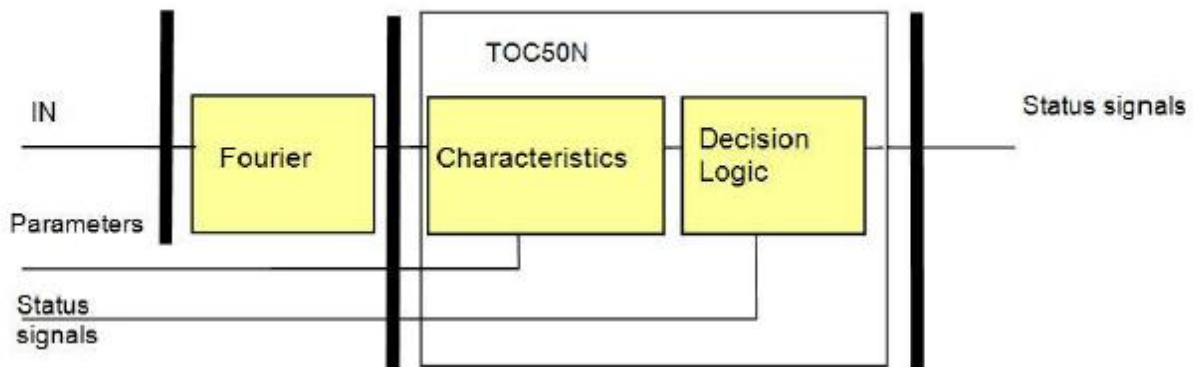 TOC50N
IN
Status signals
Fourier
Characteristics
Decision
Logic
Parameters
Status
signals